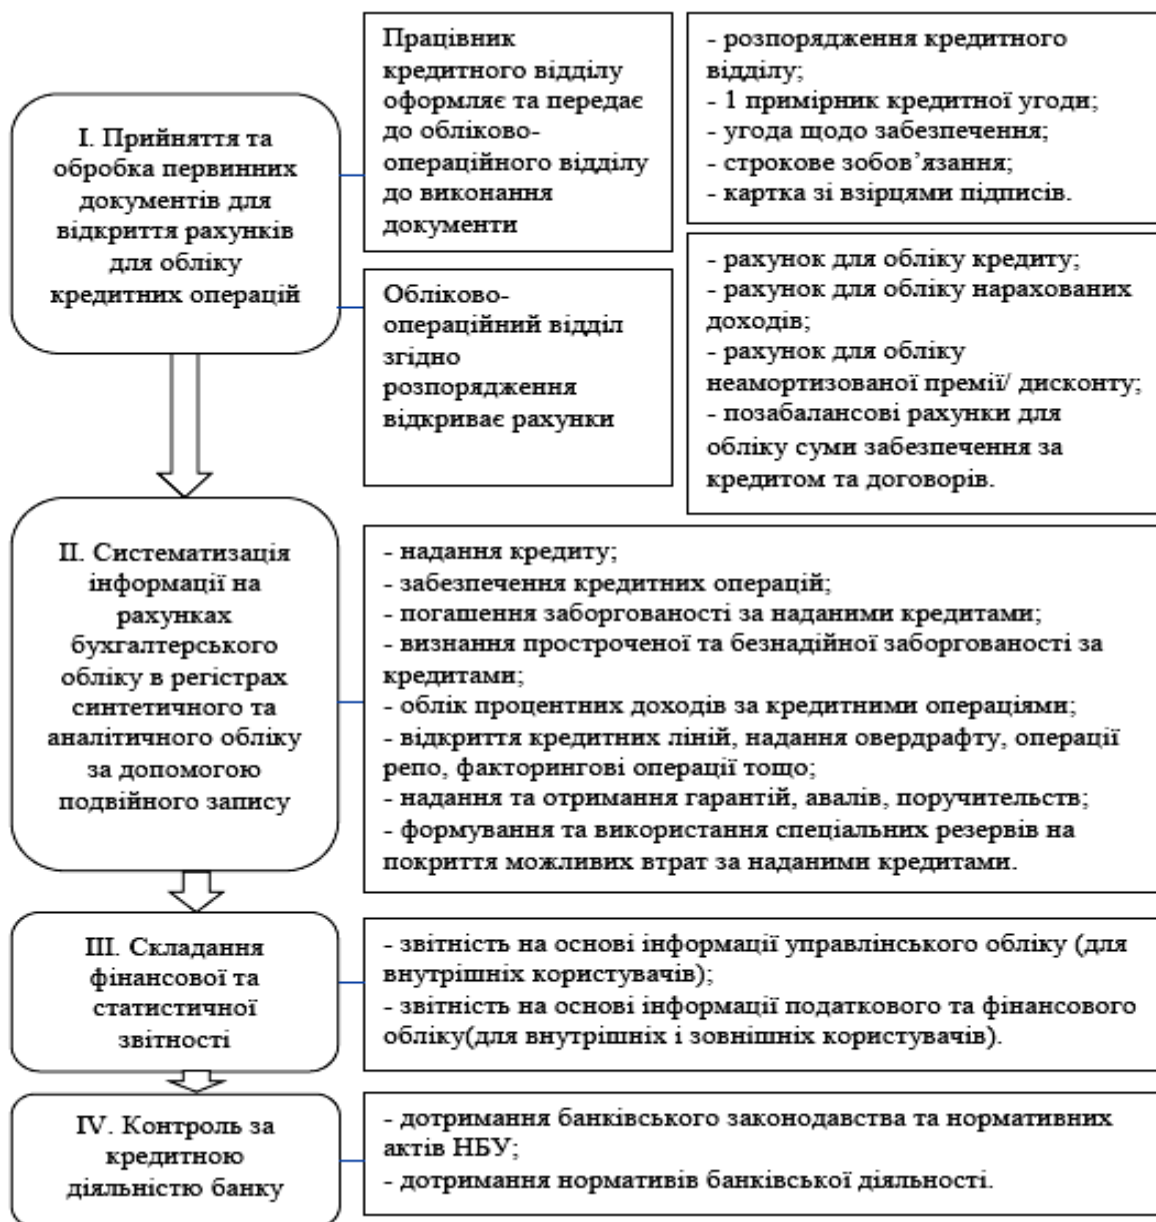 І. Прийняття та
обробка первинних
документів для
відкриття рахунків
для обліку
кредитних операцій
Працівник
кредитного відділу
оформляє та передає
до обліково-
операційного відділу
до виконання
документи
- розпорядження кредитного
відділу;
- 1 примірник кредитної угоди;
- угода щодо забезпечення;
- строкове зобов’язання;
- картка зі взірцями підписів.
Обліково-
операційний відділ
згідно
розпорядження
відкриває рахунки
- рахунок для обліку кредиту;
- рахунок для обліку нарахованих
доходів;
- рахунок для обліку
неамортизованої премії/ дисконту;
- позабалансові рахунки для
обліку суми забезпечення за
кредитом та договорів.
ІІ. Систематизація
інформації на
рахунках
бухгалтерського
обліку в регістрах
синтетичного та
аналітичного обліку
за допомогою
подвійного запису
- надання кредиту;
- забезпечення кредитних операцій;
- погашення заборгованості за наданими кредитами;
- визнання простроченої та безнадійної заборгованості за
кредитами;
- облік процентних доходів за кредитними операціями;
- відкриття кредитних ліній, надання овердрафту, операції
репо, факторингові операції тощо;
- надання та отримання гарантій, авалів, поручительств;
- формування та використання спеціальних резервів на
покриття можливих втрат за наданими кредитами.
ІІІ. Складання
фінансової та
статистичної
звітності
- звітність на основі інформації управлінського обліку (для
внутрішніх користувачів);
- звітність на основі інформації податкового та фінансового
обліку(для внутрішніх і зовнішніх користувачів).
IV. Контроль за
кредитною
діяльністю банку
- дотримання банківського законодавства та нормативних
актів НБУ;
- дотримання нормативів банківської діяльності.